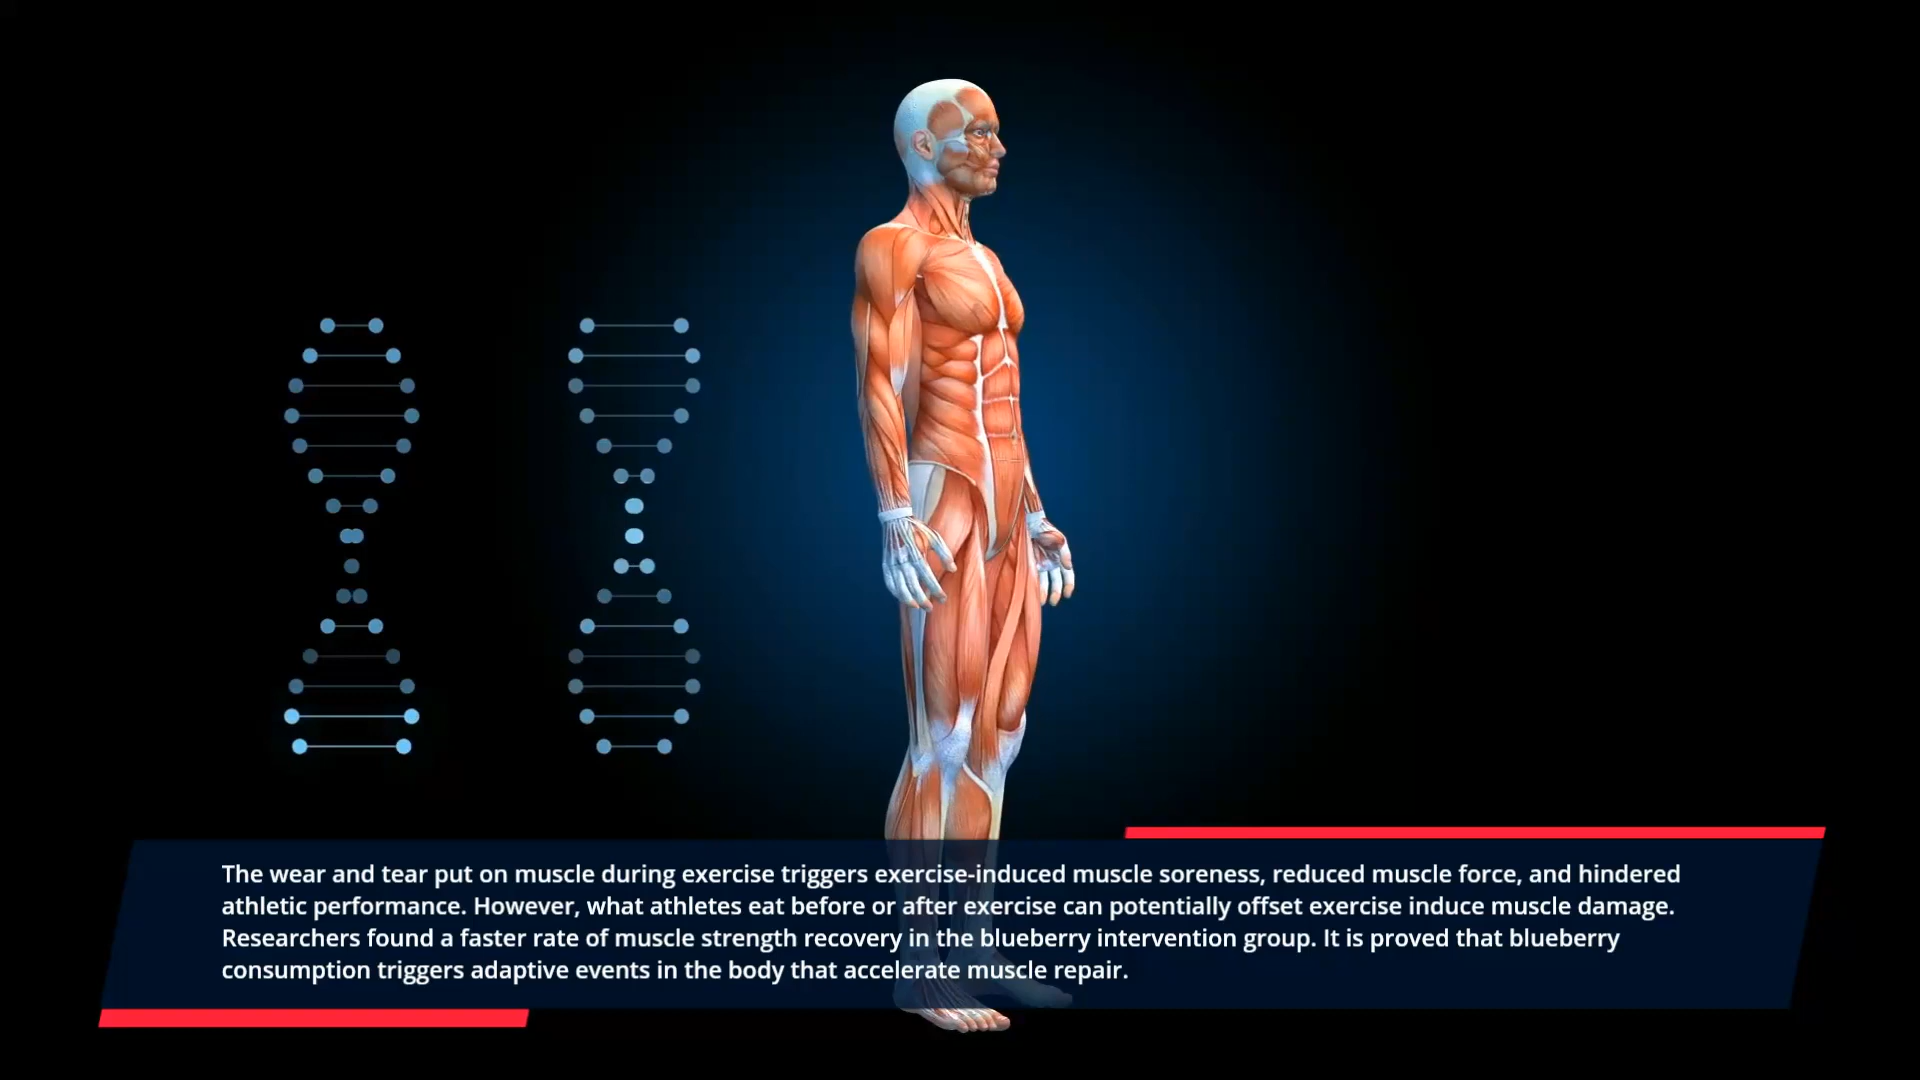 The wear and tear put on muscle during exercise triggers exercise-induced muscle soreness, reduced muscle force, and hindered
athletic performance. However, what athletes eat before or after exercise can potentially offset exercise induce muscle damage.
Researchers found a faster rate of muscle strength recovery in the blueberry intervention group. It is proved that blueberry
consumption triggers adaptive events in the body that accelerate muscle repair.